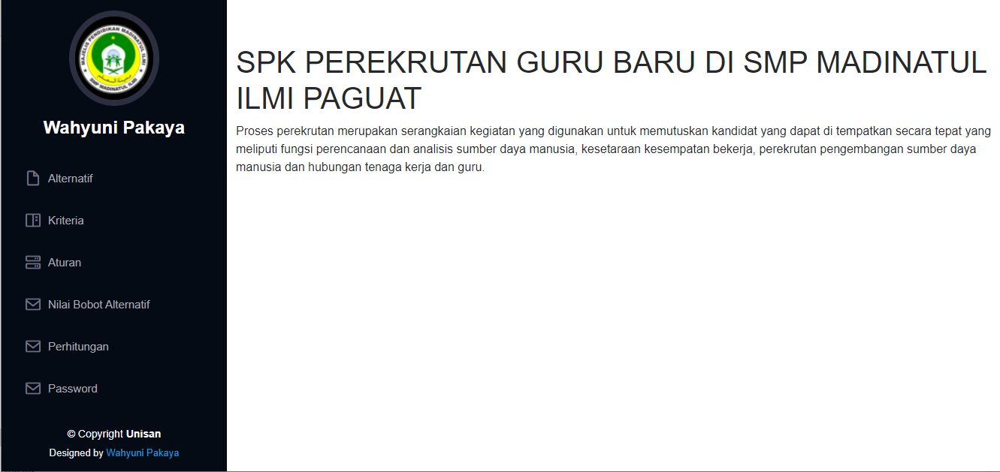 MAJELIS PENDIDIKAN MADINATUL ILMI
SMP MADINATUL ILMI
Wahyuni Pakaya
Alternatif
Kriteria
Aturan
Nilai Bobot Alternatif
Perhitungan
Password
© Copyright Unisan
Designed by Wahyuni Pakaya
SPK PEREKRUTAN GURU BARU DI SMP MADINATUL
ILMI PAGUAT
Proses perekrutan merupakan serangkaian kegiatan yang digunakan untuk memutuskan kandidat yang dapat di tempatkan secara tepat yang
meliputi fungsi perencanaan dan analisis sumber daya manusia, kesetaraan kesempatan bekerja, perekrutan pengembangan sumber daya
manusia dan hubungan tenaga kerja dan guru.